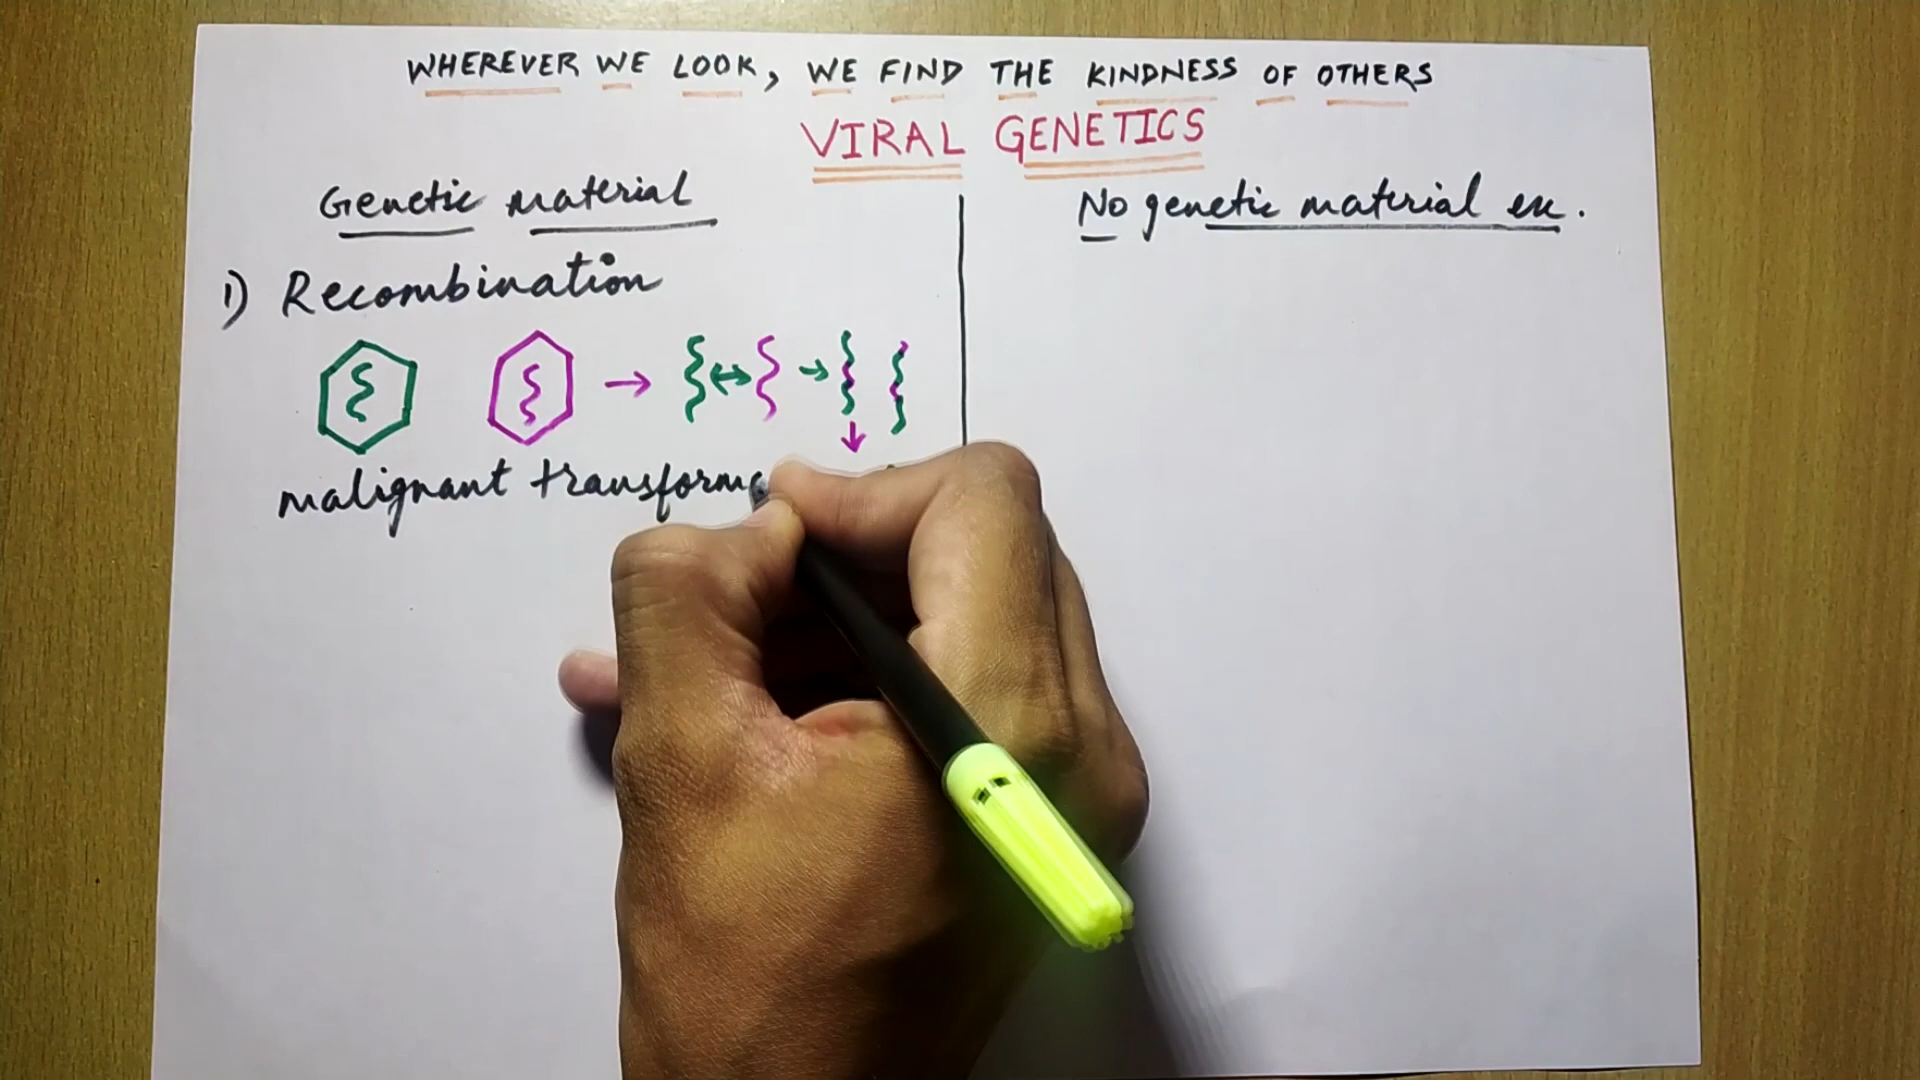 WHEREVER WE LOOK, WE FIND THE KINDNESS OF OTHERS
VIRAL GENETICS
Genetic material
1) Recombination
malignant transforma
No genetic material ex.